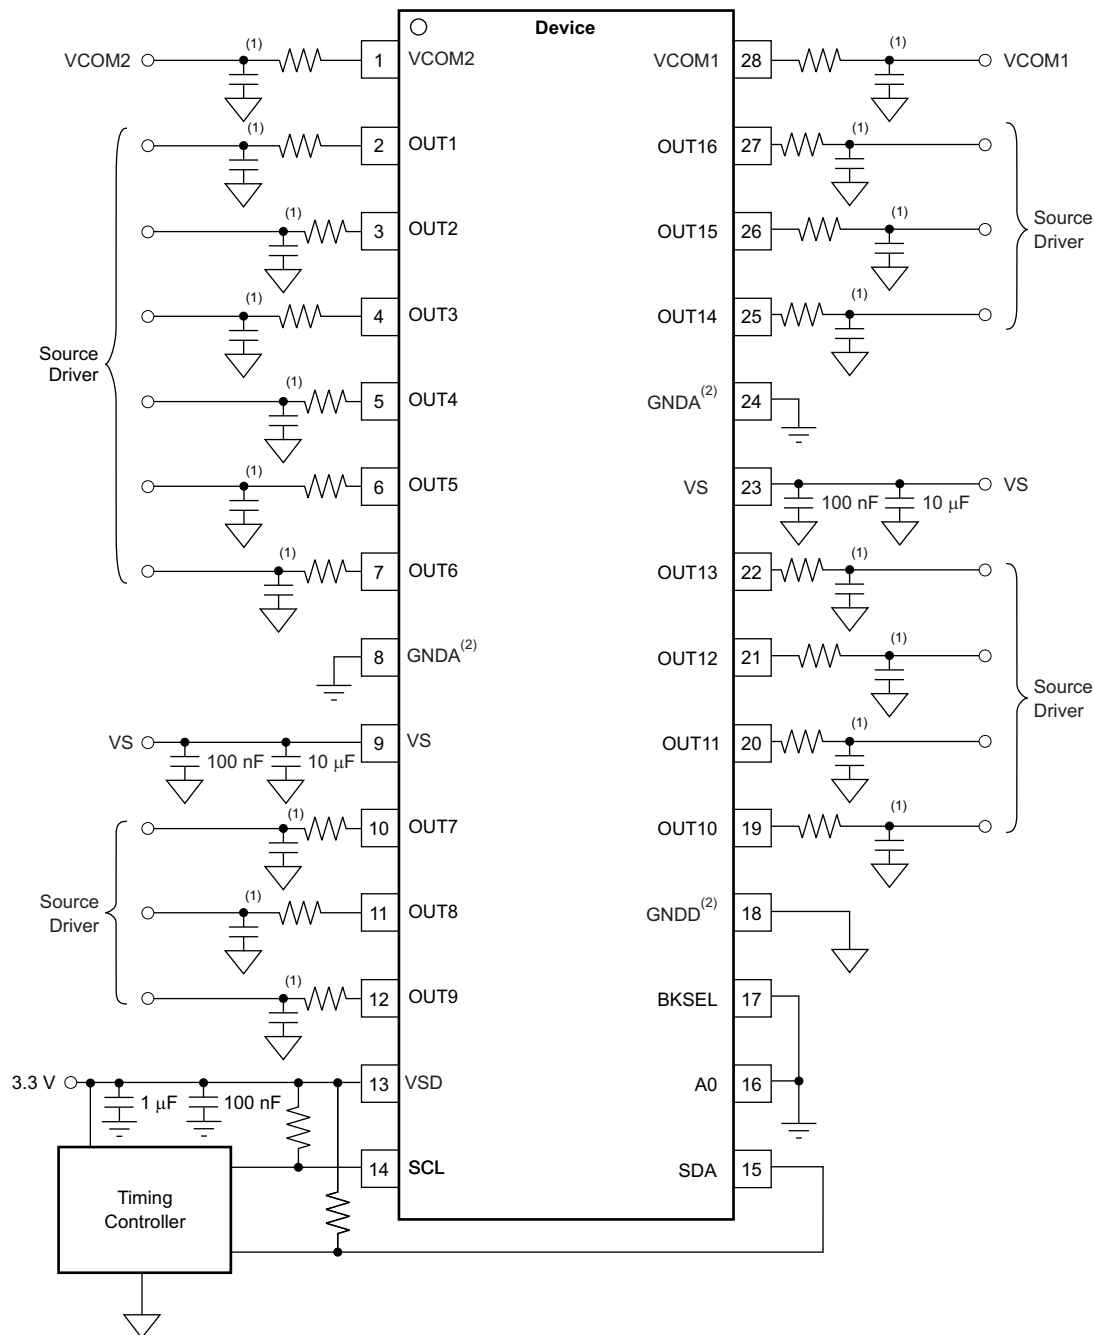 Device
VCOM2 (1) 1 VCOM2
(1) 2 OUT1
(1) 3 OUT2
(1) 4 OUT3
Source
Driver
(1) 5 OUT4
(1) 6 OUT5
(1) 7 OUT6
8 GNDA(2)
VS 100 nF 10 μF 9 VS
(1) 10 OUT7
Source
Driver
(1) 11 OUT8
(1) 12 OUT9
3.3 V 1 μF 100 nF 13 VSD
14 SCL
Timing
Controller
VCOM1 28 (1) VCOM1
OUT16 27 (1)
OUT15 26 (1)
Source
Driver
OUT14 25 (1)
GNDA(2) 24
VS 23 100 nF 10 μF VS
OUT13 22 (1)
OUT12 21 (1)
Source
Driver
OUT11 20 (1)
OUT10 19 (1)
GNDD(2) 18
BKSEL 17
A0 16
SDA 15